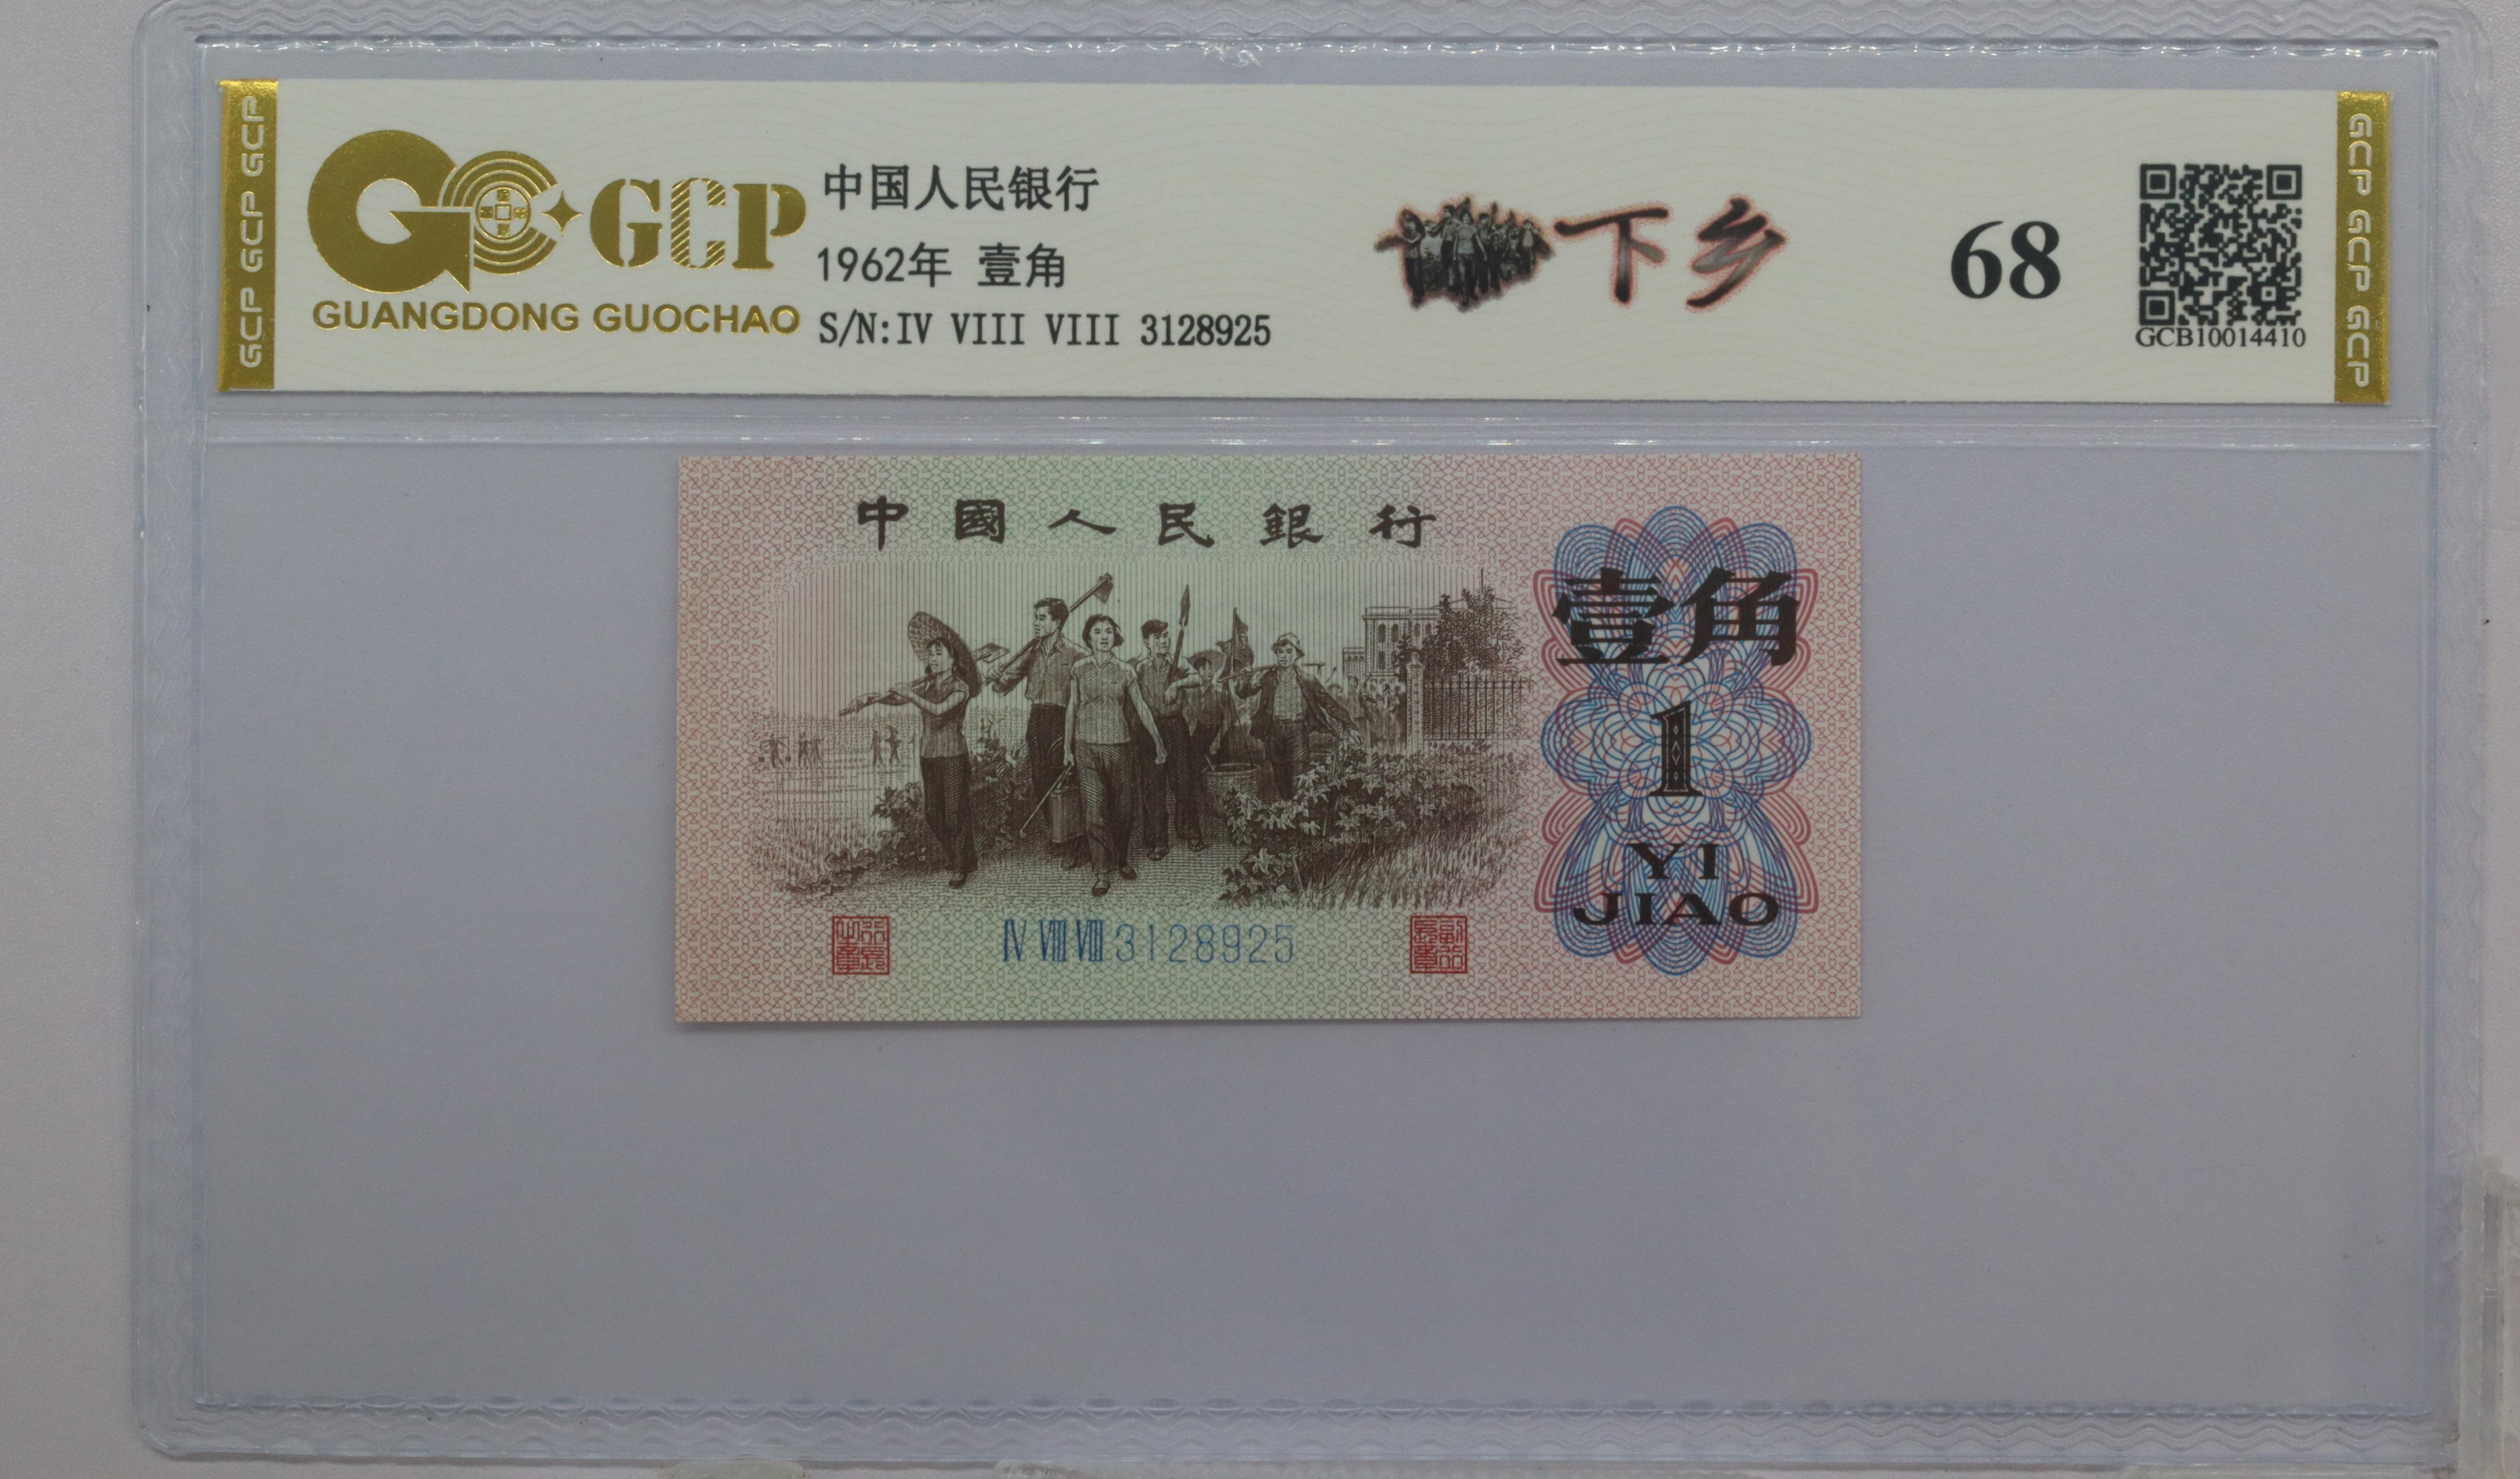 GCP GCP GCP
GCP
GUANGDONG GUOCHAO
中国人民银行
1962年 壹角
S/N:IV VIII VIII 3128925
下乡
68
GCB10014410
GCP GCP GCP
中國人民銀行
壹角
1
YI
JIAO
Ⅳ Ⅷ Ⅷ 3128925